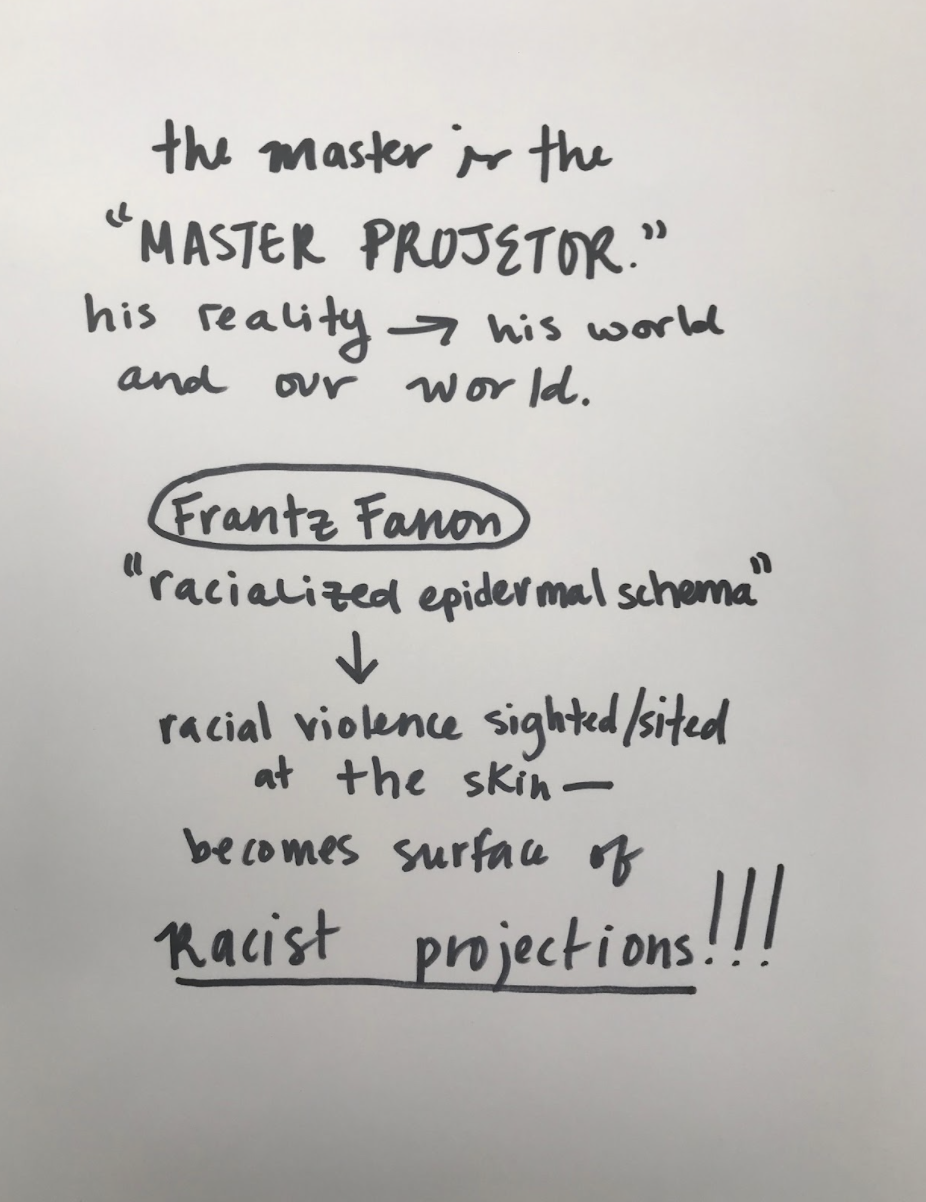 the master is the
"MASTER PROJETOR."
his reality → his world
and our world.
Frantz Fanon
"racialized epidermal schema"
↓
racial violence sighted/sited
at the skin—
becomes surface of
Racist projections!!!